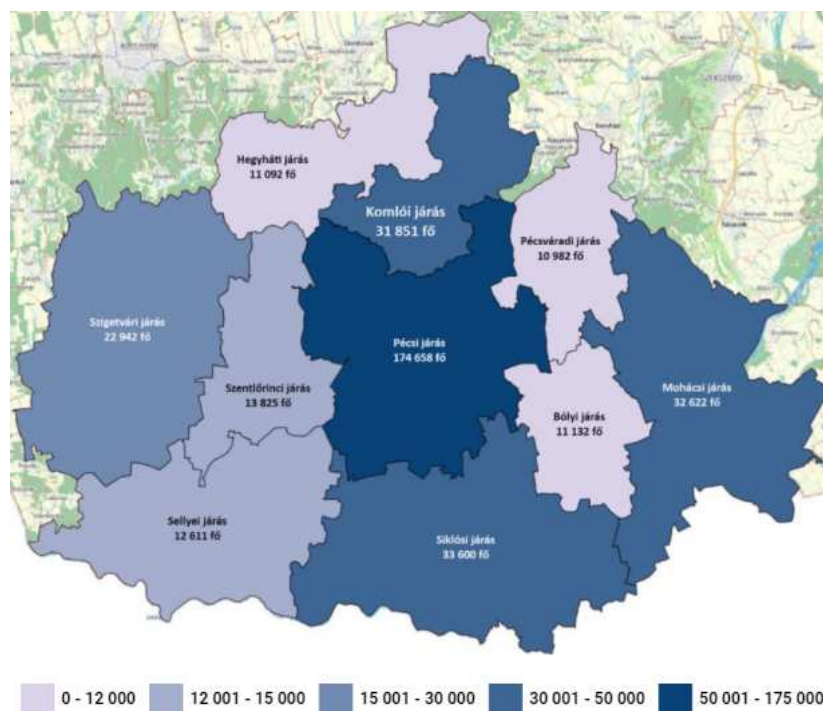 Hegyháti járás
11 092 fő
Komlói járás
31 851 fő
Pécsváradi járás
10 982 fő
Szigetvári járás
22 942 fő
Pécsi járás
174 658 fő
Szentlőrinci járás
13 825 fő
Mohácsi járás
32 622 fő
Bólyi járás
11 132 fő
Sellyei járás
12 611 fő
Siklósi járás
33 600 fő
0 - 12 000
12 001 - 15 000
15 001 - 30 000
30 001 - 50 000
50 001 - 175 000